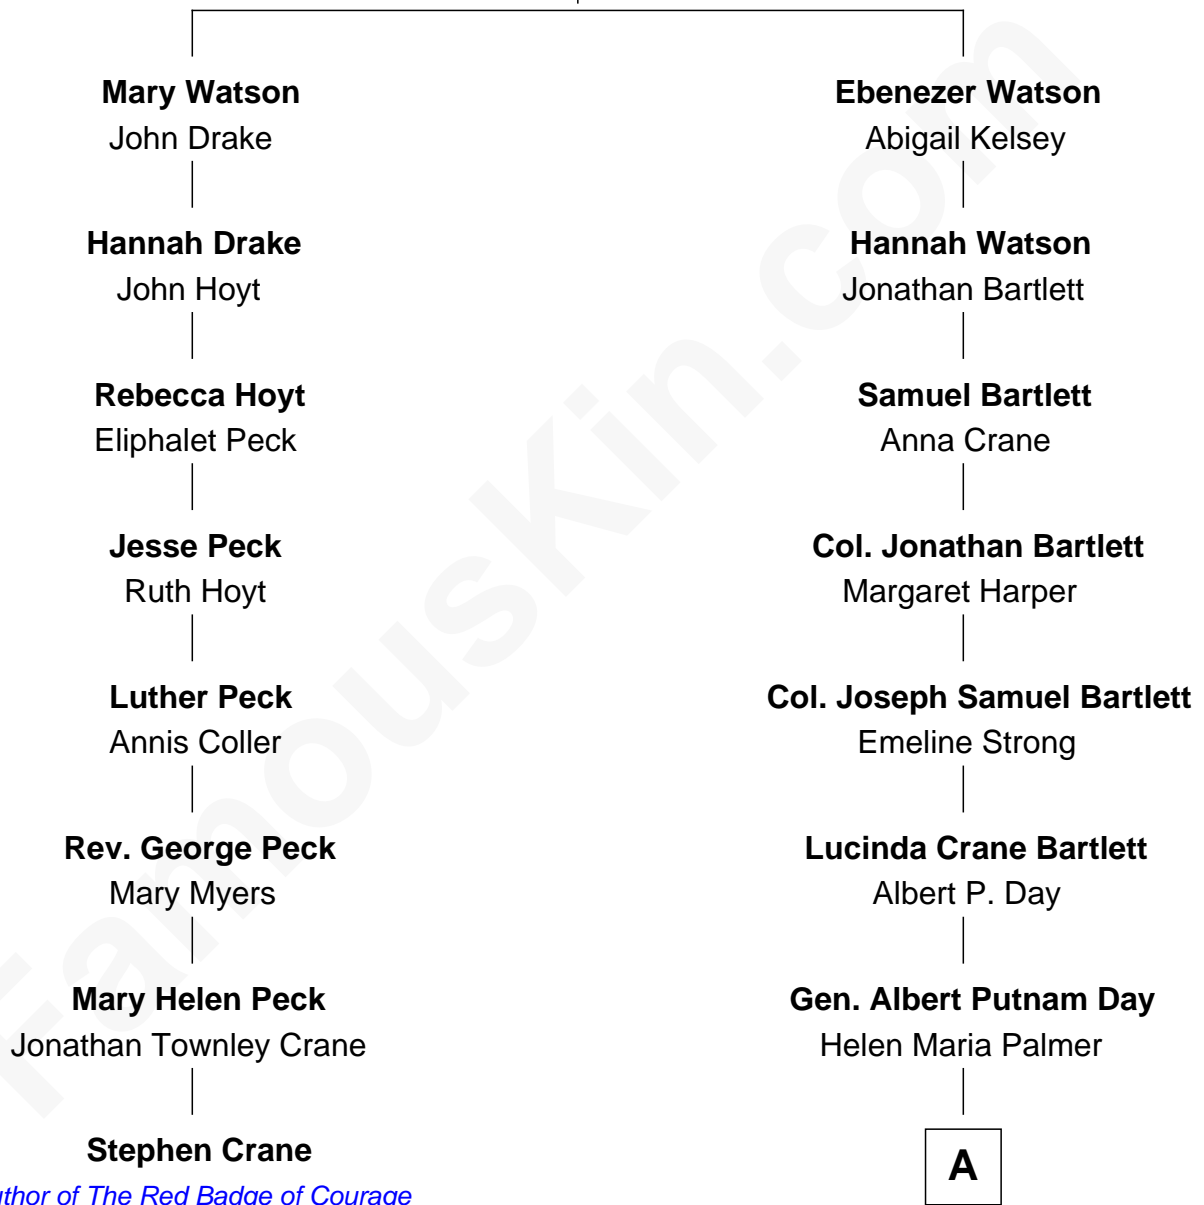 Mary Watson
John Drake
Hannah Drake
John Hoyt
Rebecca Hoyt
Eliphalet Peck
Jesse Peck
Ruth Hoyt
Luther Peck
Annis Coller
Rev. George Peck
Mary Myers
Mary Helen Peck
Jonathan Townley Crane
Stephen Crane
uthor of The Red Badge of Courage
Ebenezer Watson
Abigail Kelsey
Hannah Watson
Jonathan Bartlett
Samuel Bartlett
Anna Crane
Col. Jonathan Bartlett
Margaret Harper
Col. Joseph Samuel Bartlett
Emeline Strong
Lucinda Crane Bartlett
Albert P. Day
Gen. Albert Putnam Day
Helen Maria Palmer
A
FamousKin.com